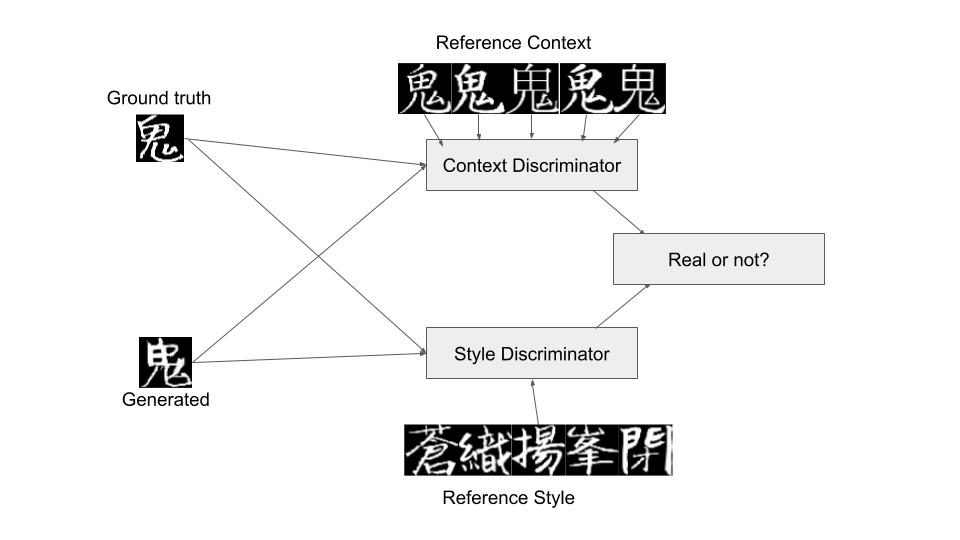 Reference Context
鬼鬼鬼鬼鬼
Ground truth
鬼
Context Discriminator
Real or not?
鬼
Generated
Style Discriminator
蒼織揚峯閉
Reference Style